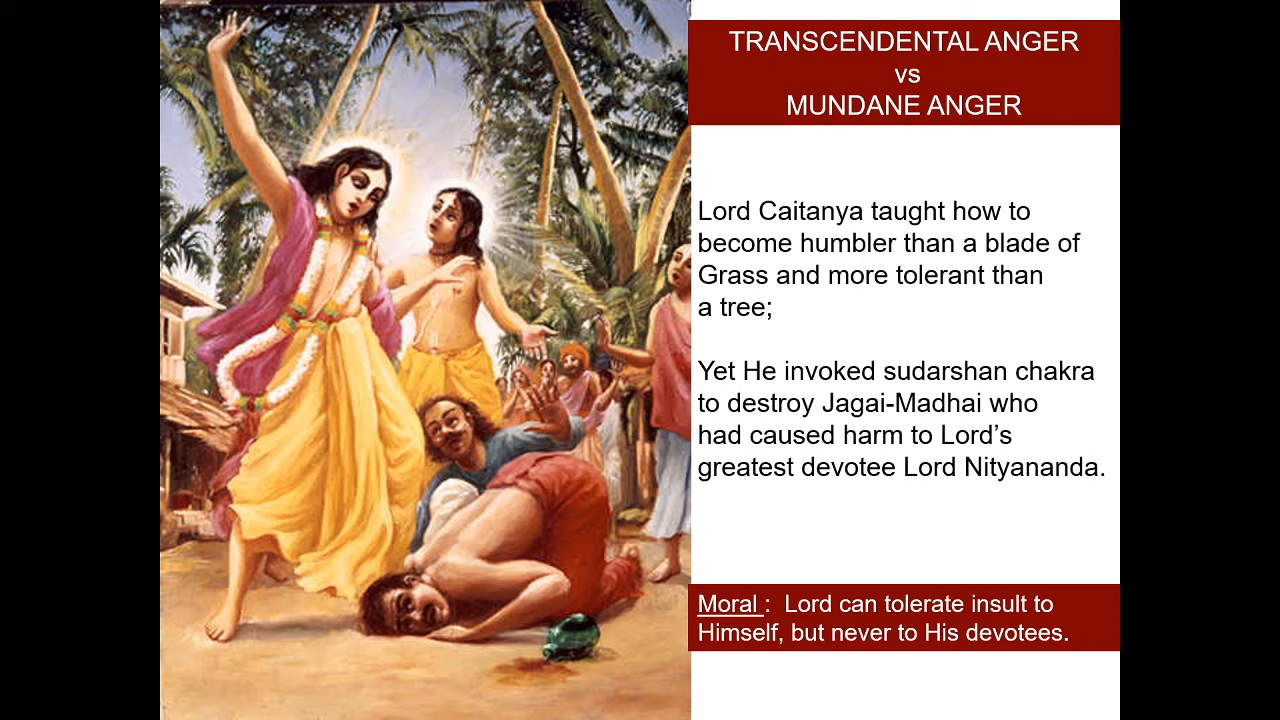 TRANSCENDENTAL ANGER
vs
MUNDANE ANGER
Lord Caitanya taught how to
become humbler than a blade of
Grass and more tolerant than
a tree;
Yet He invoked sudarshan chakra
to destroy Jagai-Madhai who
had caused harm to Lord’s
greatest devotee Lord Nityananda.
Moral : Lord can tolerate insult to
Himself, but never to His devotees.